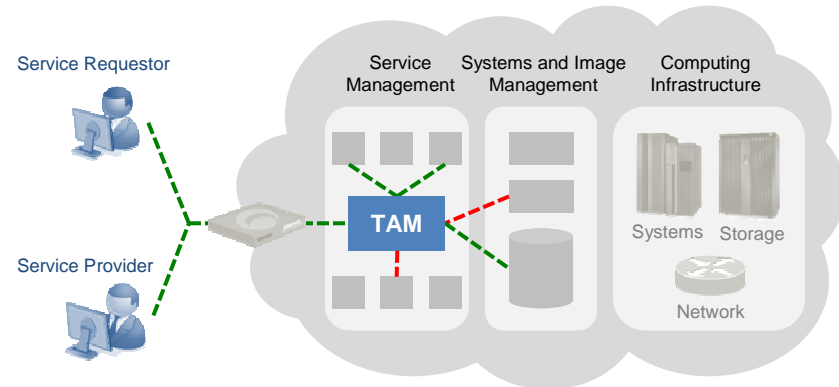 Service Requestor
Service Provider
Service
Management
Systems and Image
Management
Computing
Infrastructure
TAM
Systems
Storage
Network